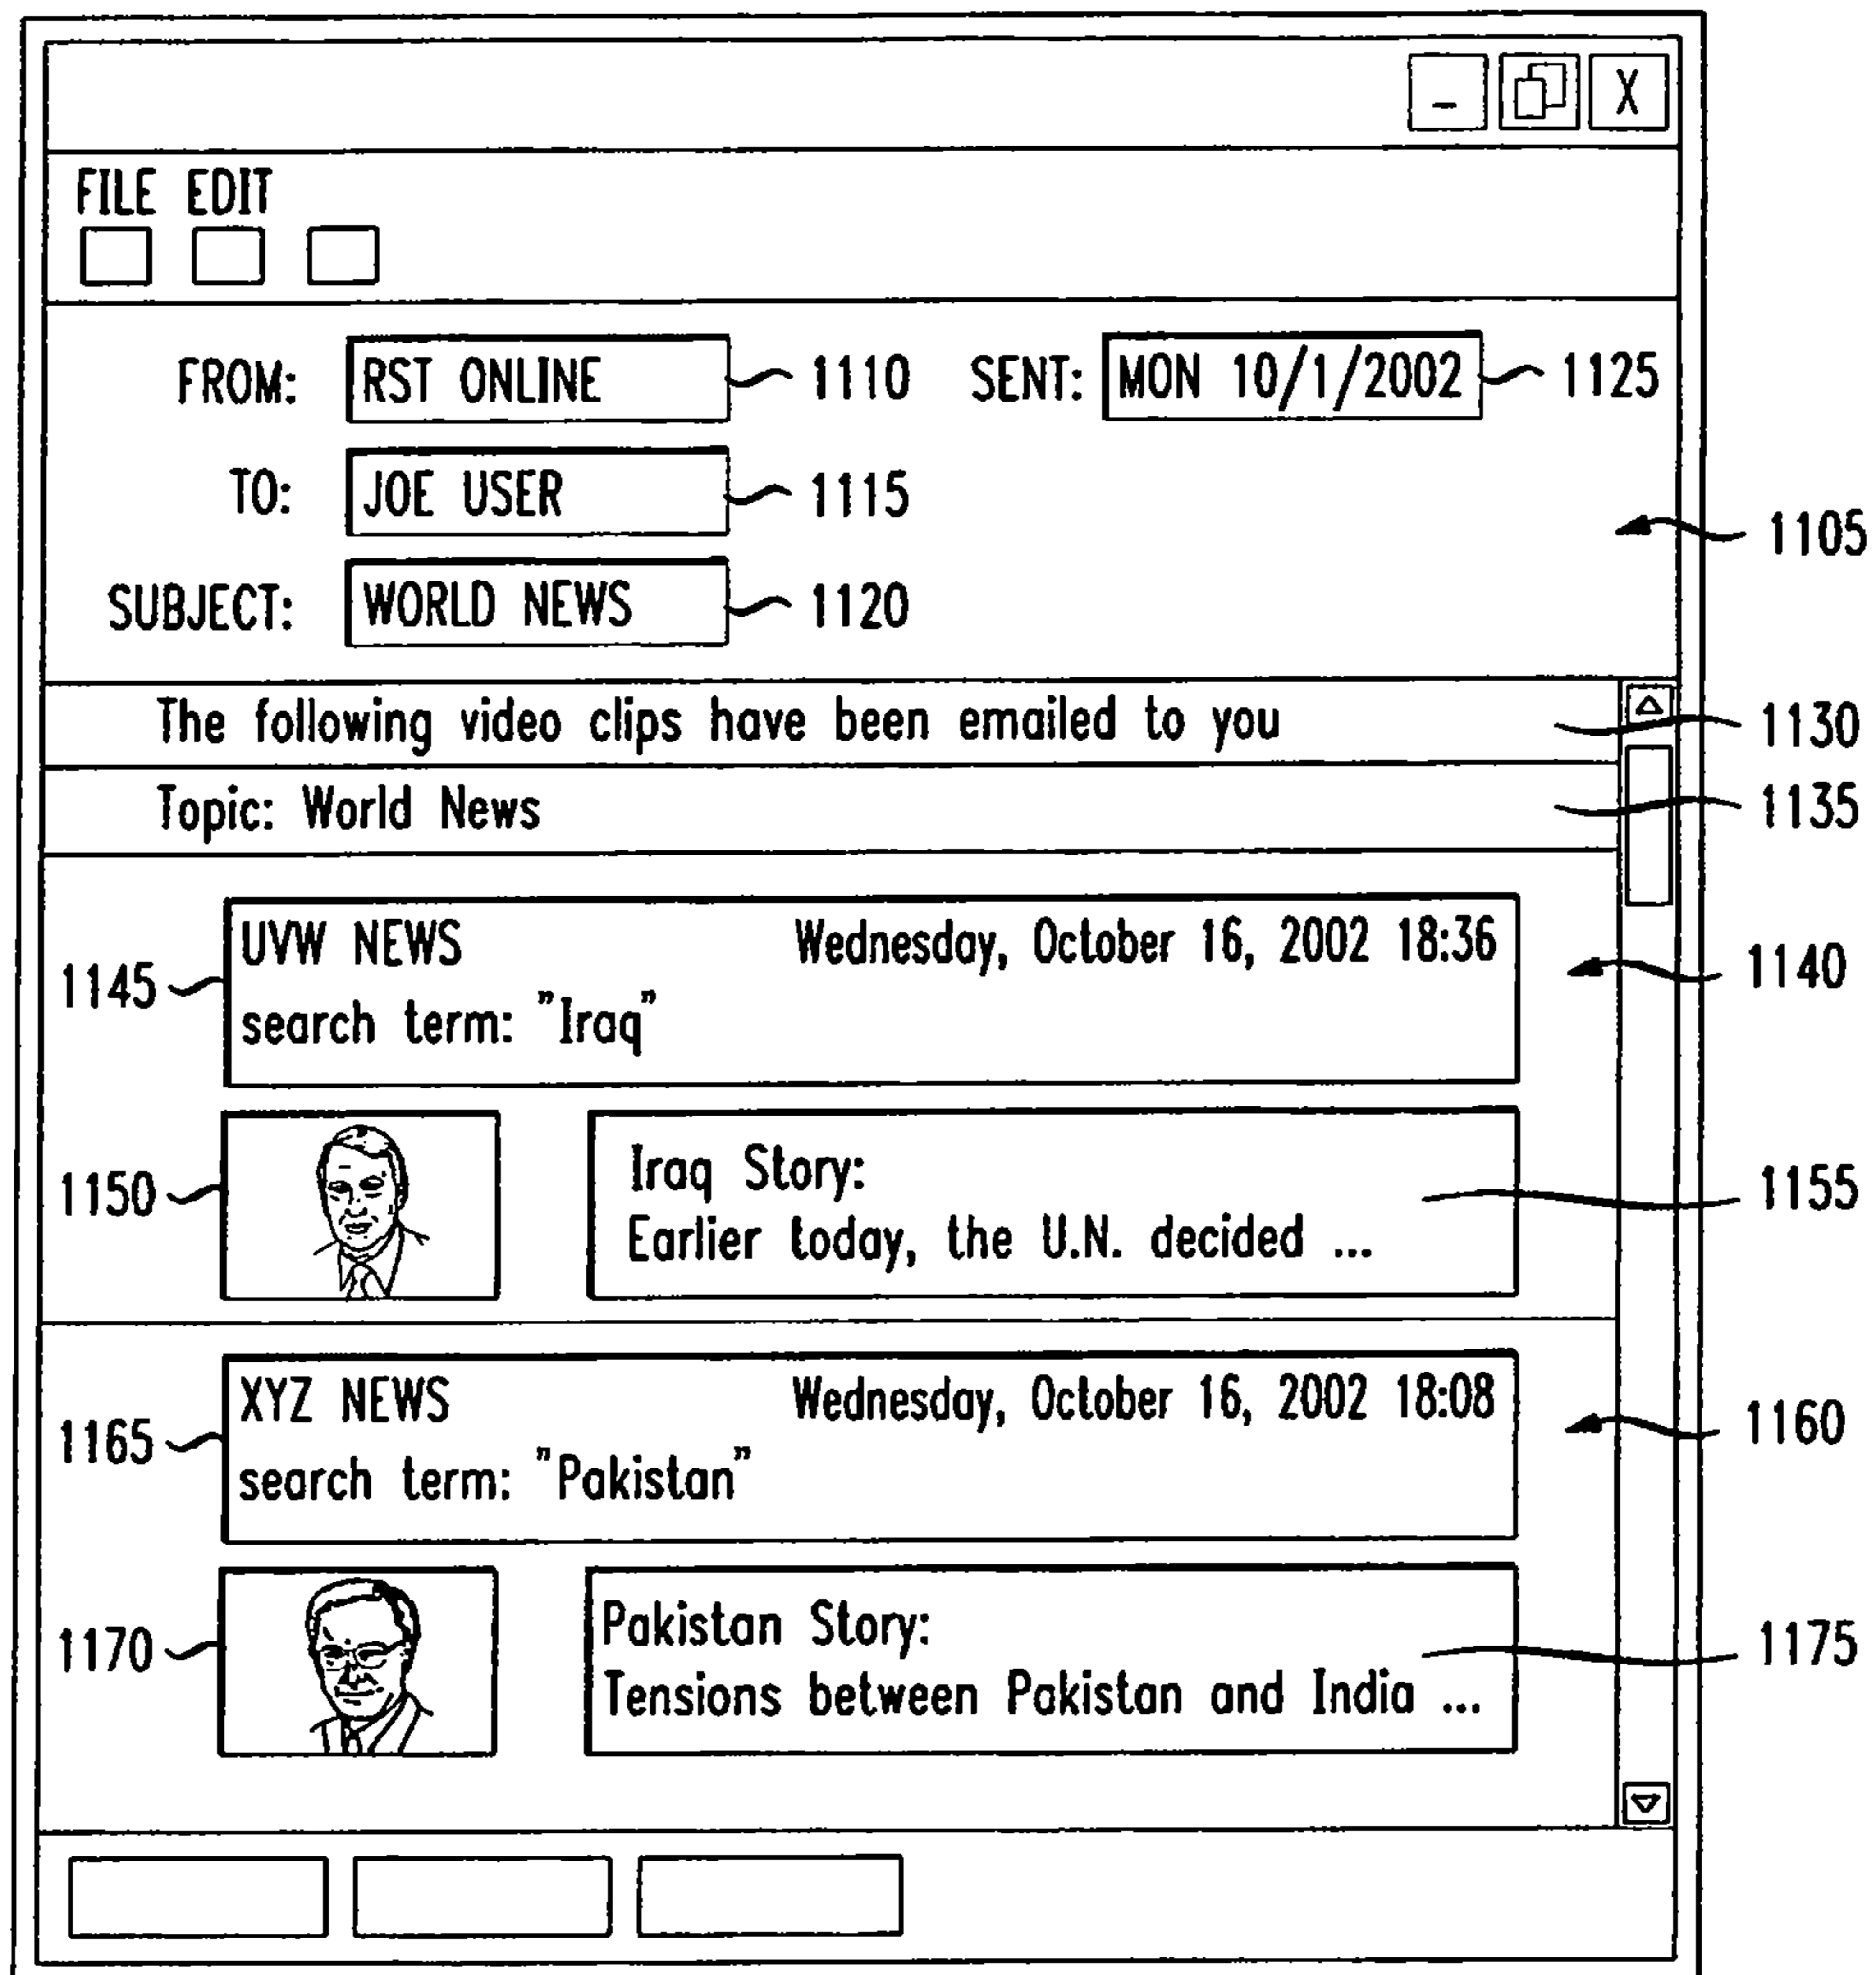 X
FILE EDIT
FROM: RST ONLINE 1110 SENT: MON 10/1/2002 1125
TO: JOE USER 1115
1105
SUBJECT: WORLD NEWS 1120
The following video clips have been emailed to you 1130
Topic: World News 1135
UVW NEWS Wednesday, October 16, 2002 18:36 1140
1145
search term: "Iraq"
1150
Iraq Story: 1155
Earlier today, the U.N. decided ...
XYZ NEWS Wednesday, October 16, 2002 18:08 1160
1165
search term: "Pakistan"
1170
Pakistan Story: 1175
Tensions between Pakistan and India ...